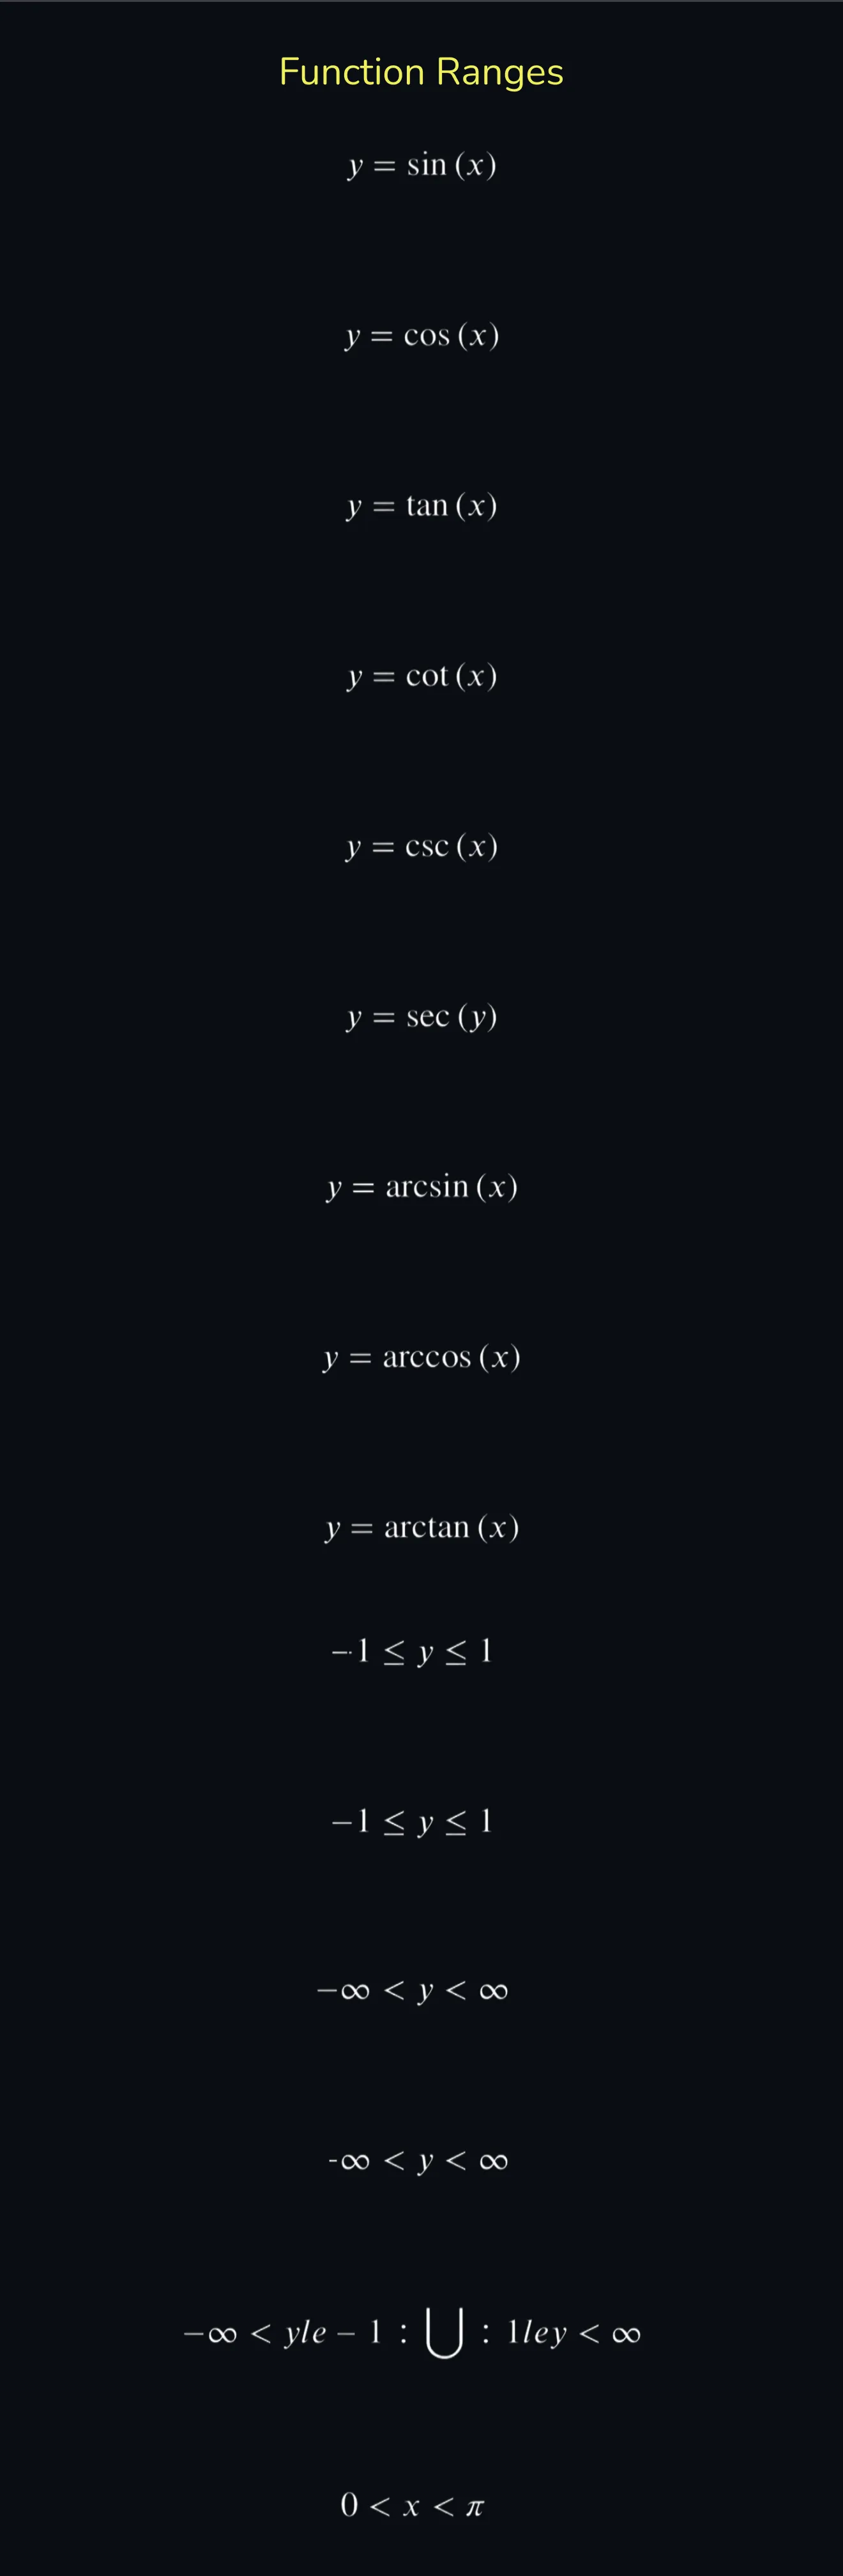 Function Ranges
y = sin (x)
y = cos (x)
y = tan (x)
y = cot (x)
y = csc (x)
y = sec (y)
y = arcsin (x)
y = arccos (x)
y = arctan (x)
−1 ≤ y ≤ 1
−1 ≤ y ≤ 1
−∞ < y < ∞
-∞ < y < ∞
−∞ < yle − 1 : ⋃ : 1ley < ∞
0 < x < π